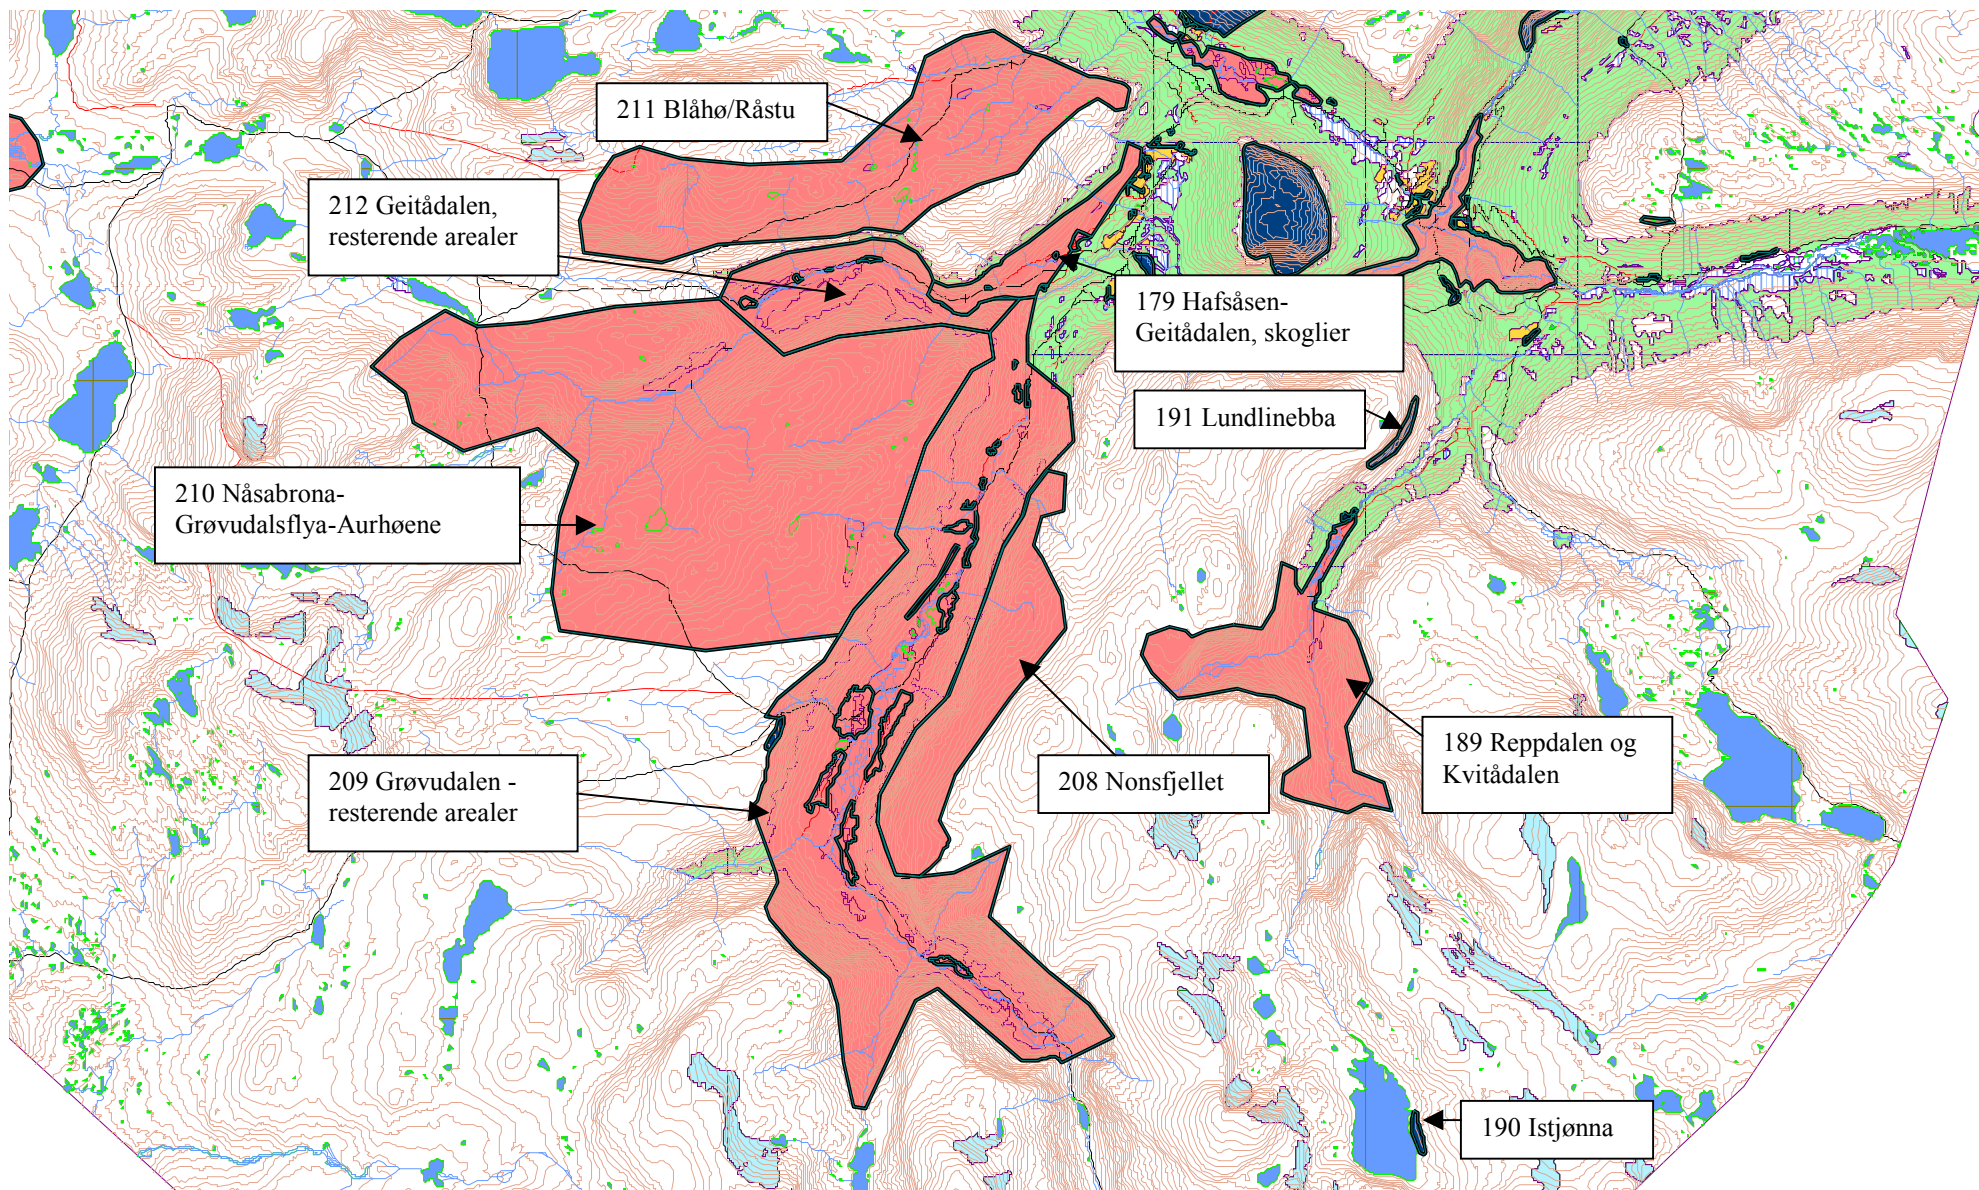 211 Blåhø/Råstu
212 Geitådalen,
resterende arealer
179 Hafsåsen-
Geitådalen, skoglier
191 Lundlinebba
210 Nåsabrona-
Grøvudalsflya-Aurhøene
209 Grøvudalen -
resterende arealer
208 Nonsfjellet
189 Reppdalen og
Kvitådalen
190 Istjønna